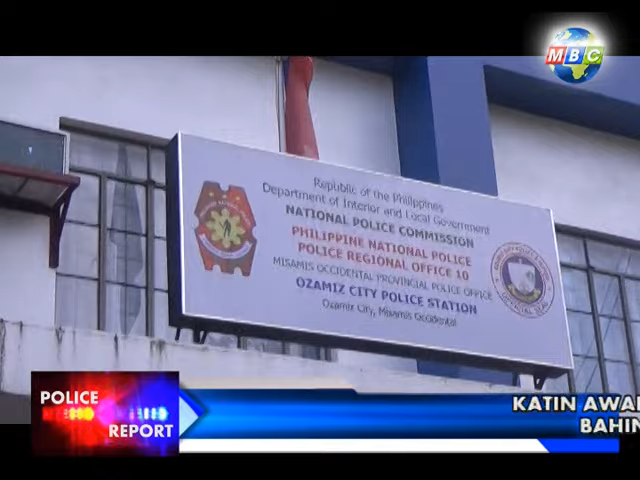 MBC
Republic of the Philippines
Department of Interior and Local Government
NATIONAL POLICE COMMISSION
PHILIPPINE NATIONAL POLICE
POLICE REGIONAL OFFICE 10
MISAMIS OCCIDENTAL PROVINCIAL POLICE OFFICE
OZAMIZ CITY POLICE STATION
Ozamiz City, Misamis Occidental
POLICE
REPORT
KATIN AWA
BAHIN